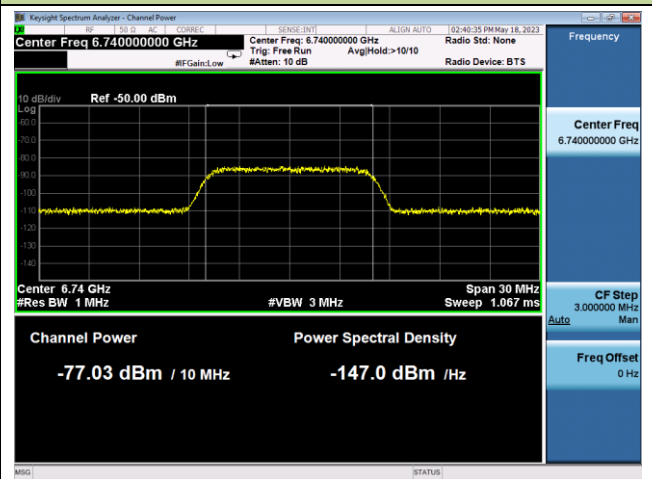 Keysight Spectrum Analyzer - Channel Power
RF 50 Ω AC CORREC SENSE:INT ALIGN AUTO 02:40:35 PM May 18, 2023
Center Freq 6.740000000 GHz
Center Freq: 6.740000000 GHz Radio Std: None
Trig: Free Run Avg|Hold:>10/10
#IFGain:Low #Atten: 10 dB Radio Device: BTS
Frequency
10 dB/div Ref -50.00 dBm
Log
-60.0
-70.0
-80.0
-90.0
-100
-110
-120
-130
-140
Center 6.74 GHz Span 30 MHz
#Res BW 1 MHz #VBW 3 MHz Sweep 1.067 ms
Channel Power Power Spectral Density
-77.03 dBm / 10 MHz -147.0 dBm /Hz
Center Freq
6.740000000 GHz
CF Step
3.000000 MHz
Auto Man
Freq Offset
0 Hz
MSG STATUS